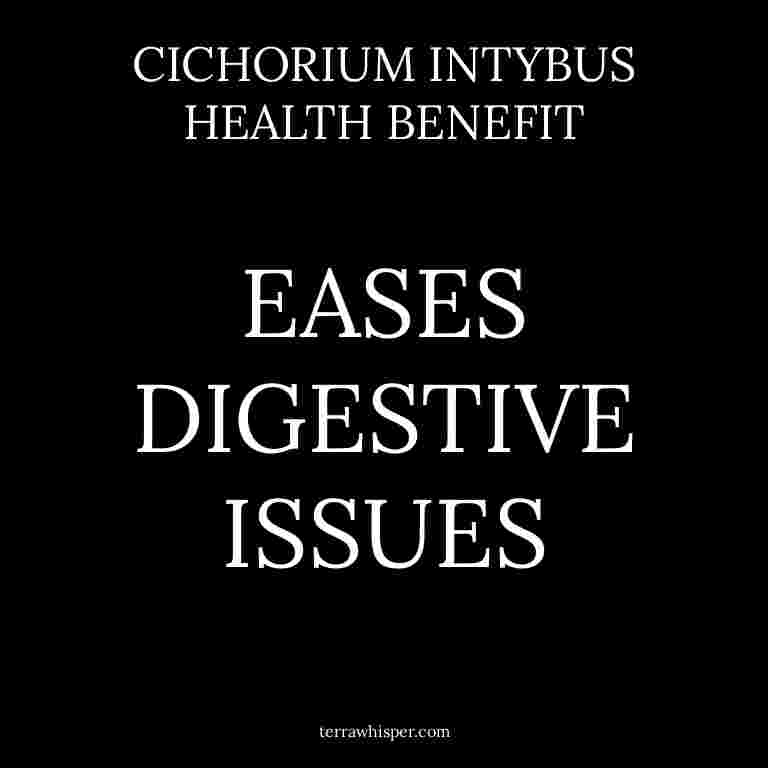 CICHORIUM INTYBUS
HEALTH BENEFIT
EASES
DIGESTIVE
ISSUES
terrawhisper.com